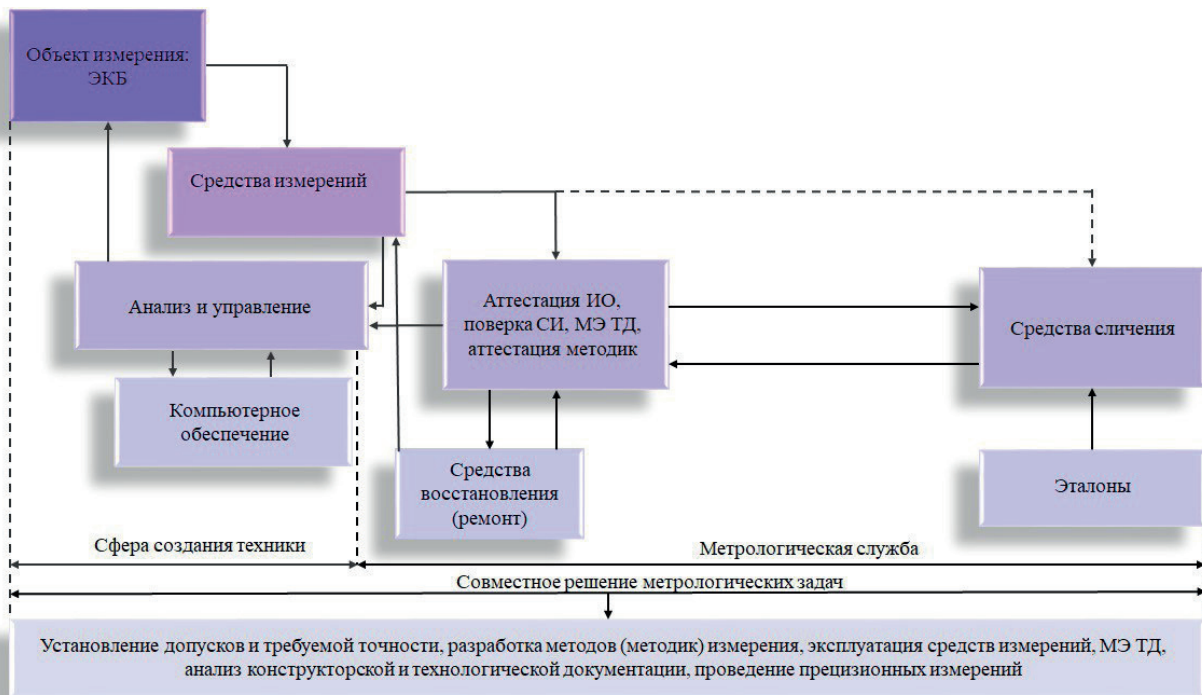 Объект измерения:
ЭКБ
Средства измерений
Анализ и управление
Аттестация ИО,
поверка СИ, МЭ ТД,
аттестация методик
Средства сличения
Компьютерное
обеспечение
Средства
восстановления
(ремонт)
Эталоны
Сфера создания техники
Метрологическая служба
Совместное решение метрологических задач
Установление допусков и требуемой точности, разработка методов (методик) измерения, эксплуатация средств измерений, МЭ ТД,
анализ конструкторской и технологической документации, проведение прецизионных измерений